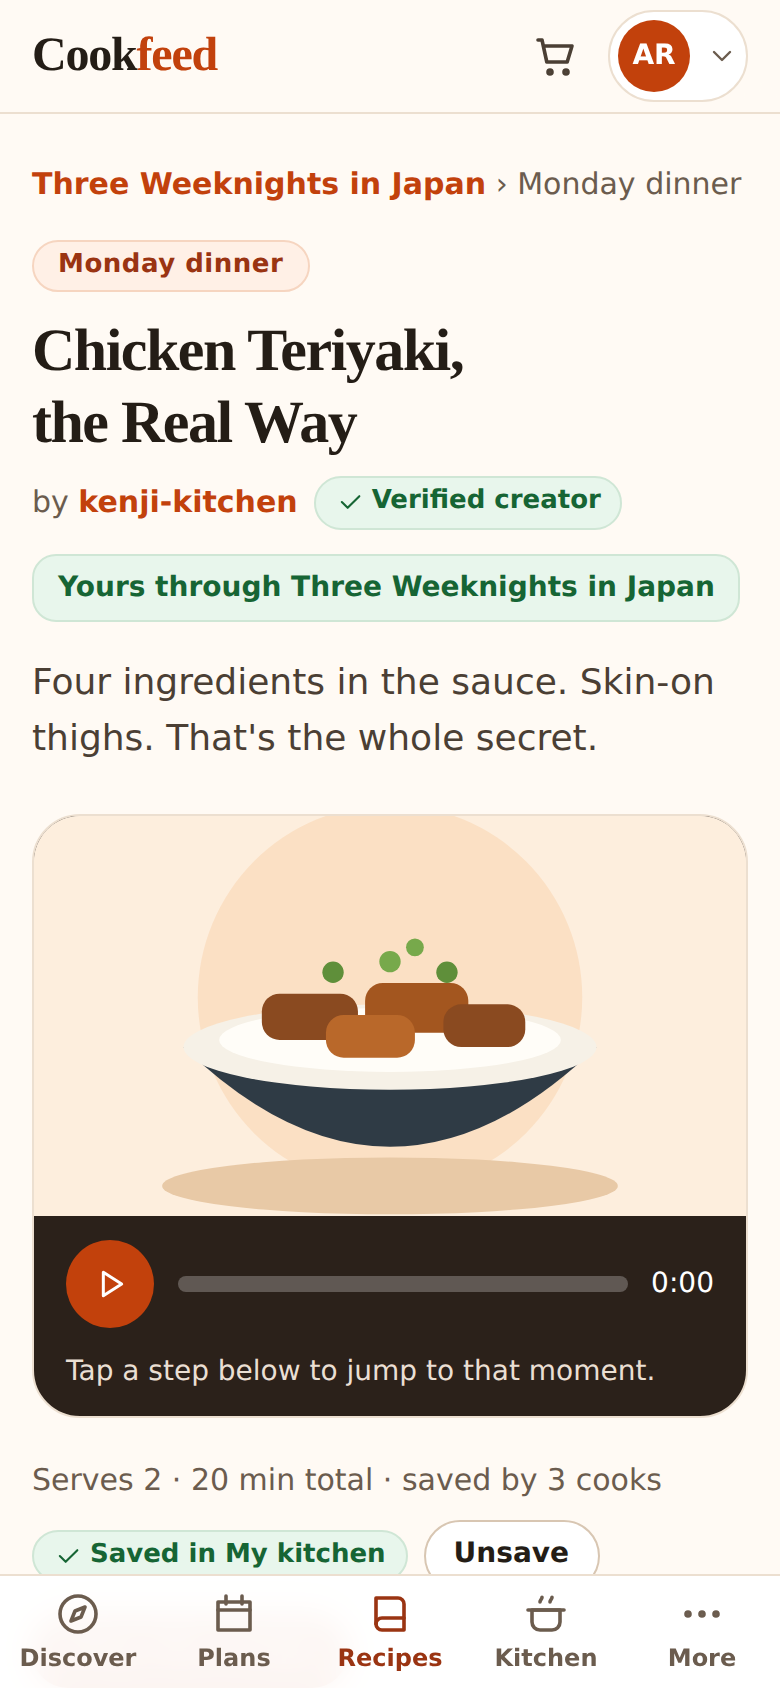 Cookfeed
AR
Three Weeknights in Japan › Monday dinner
Monday dinner
Chicken Teriyaki,
the Real Way
by kenji-kitchen Verified creator
Yours through Three Weeknights in Japan
Four ingredients in the sauce. Skin-on
thighs. That's the whole secret.
0:00
Tap a step below to jump to that moment.
Serves 2 · 20 min total · saved by 3 cooks
Saved in My kitchen Unsave
Discover Plans Recipes Kitchen More